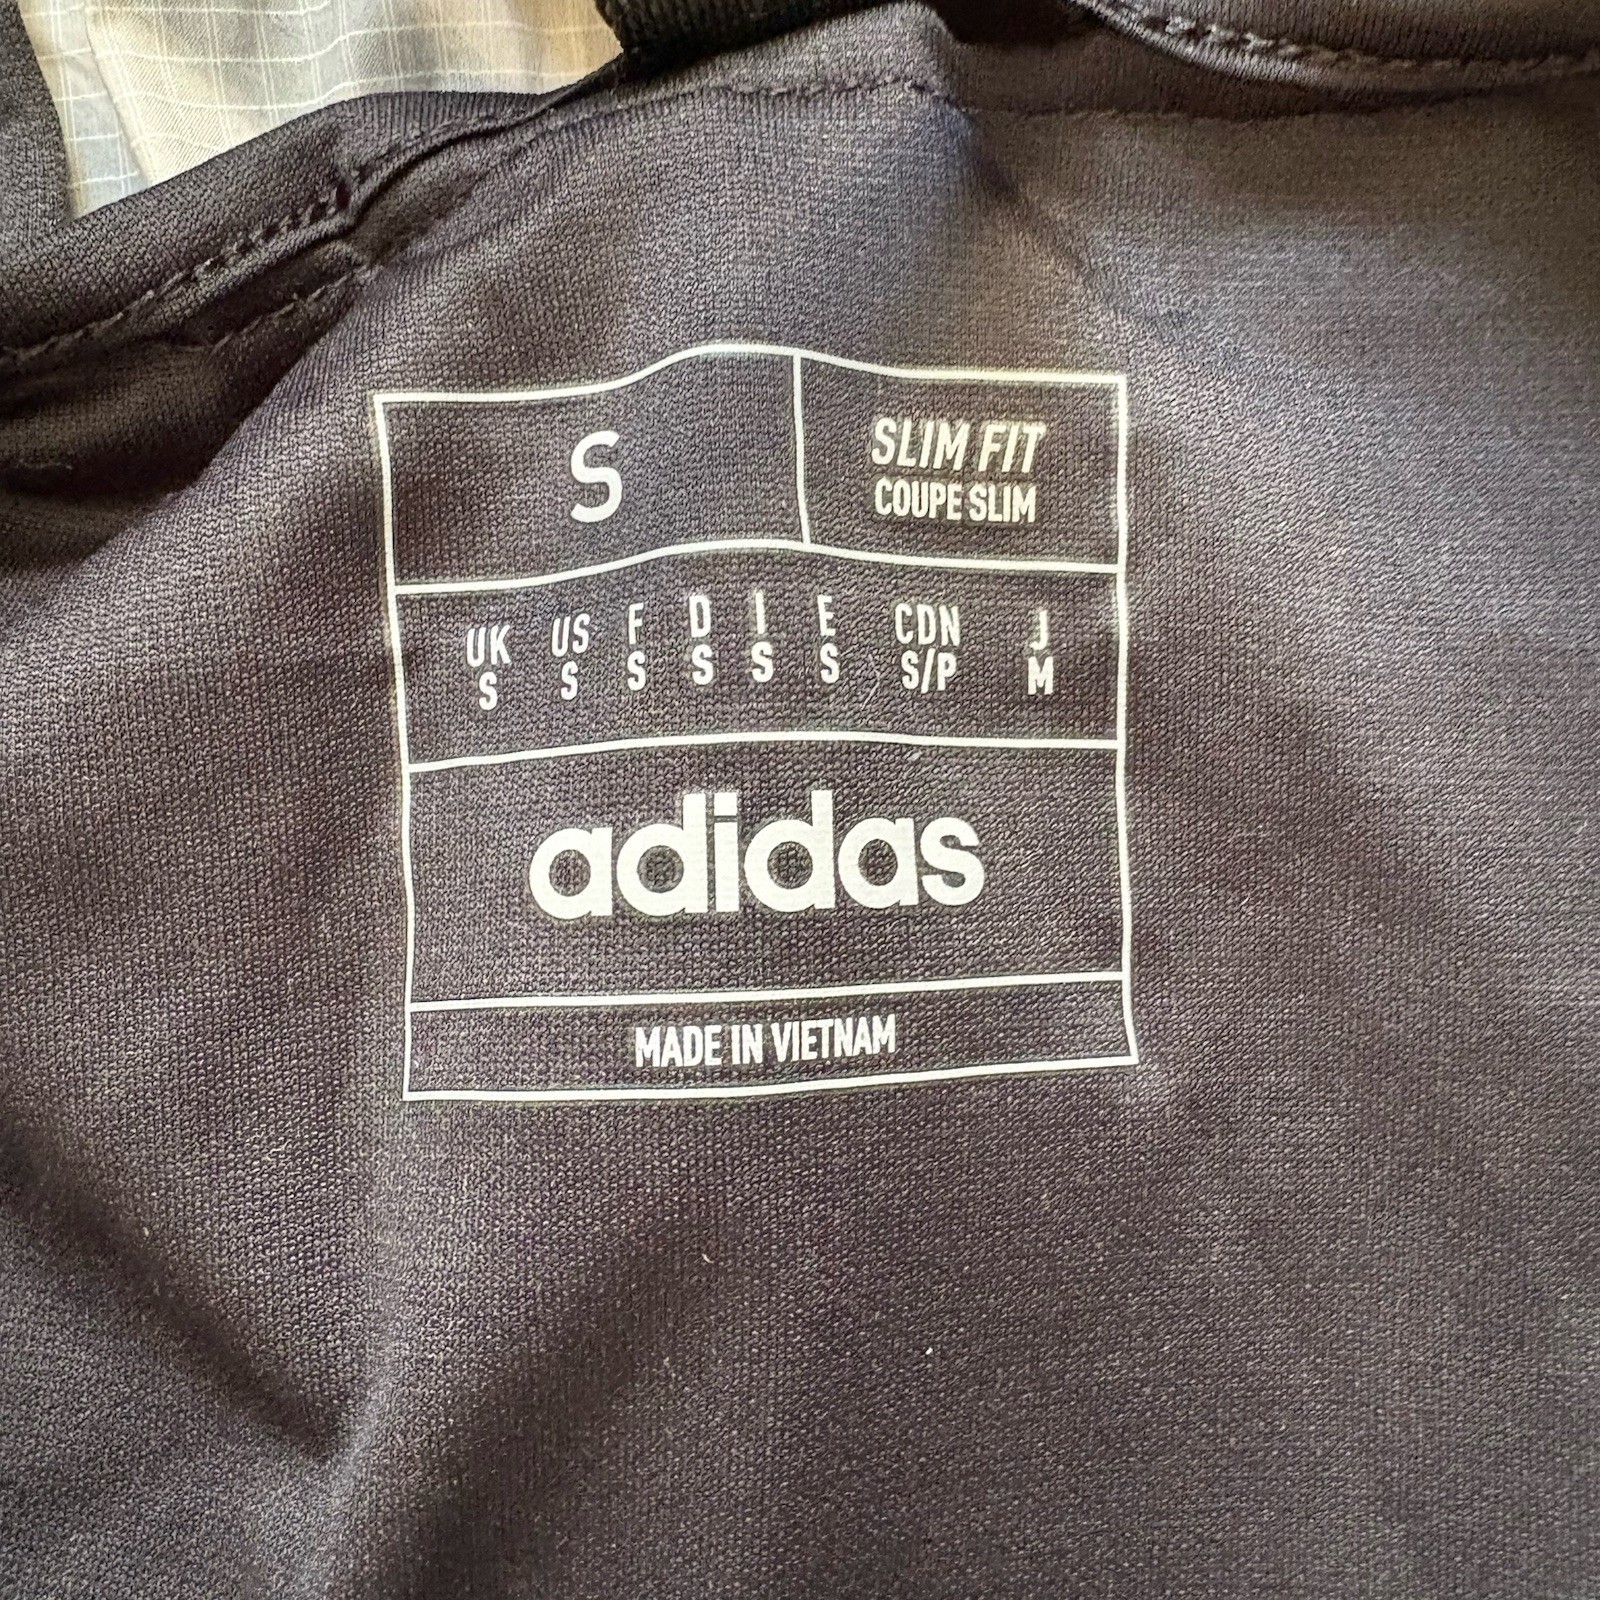 S
SLIM FIT
COUPE SLIM
UK US F D I E CDN J
S S S S S S S/P M
adidas
MADE IN VIETNAM